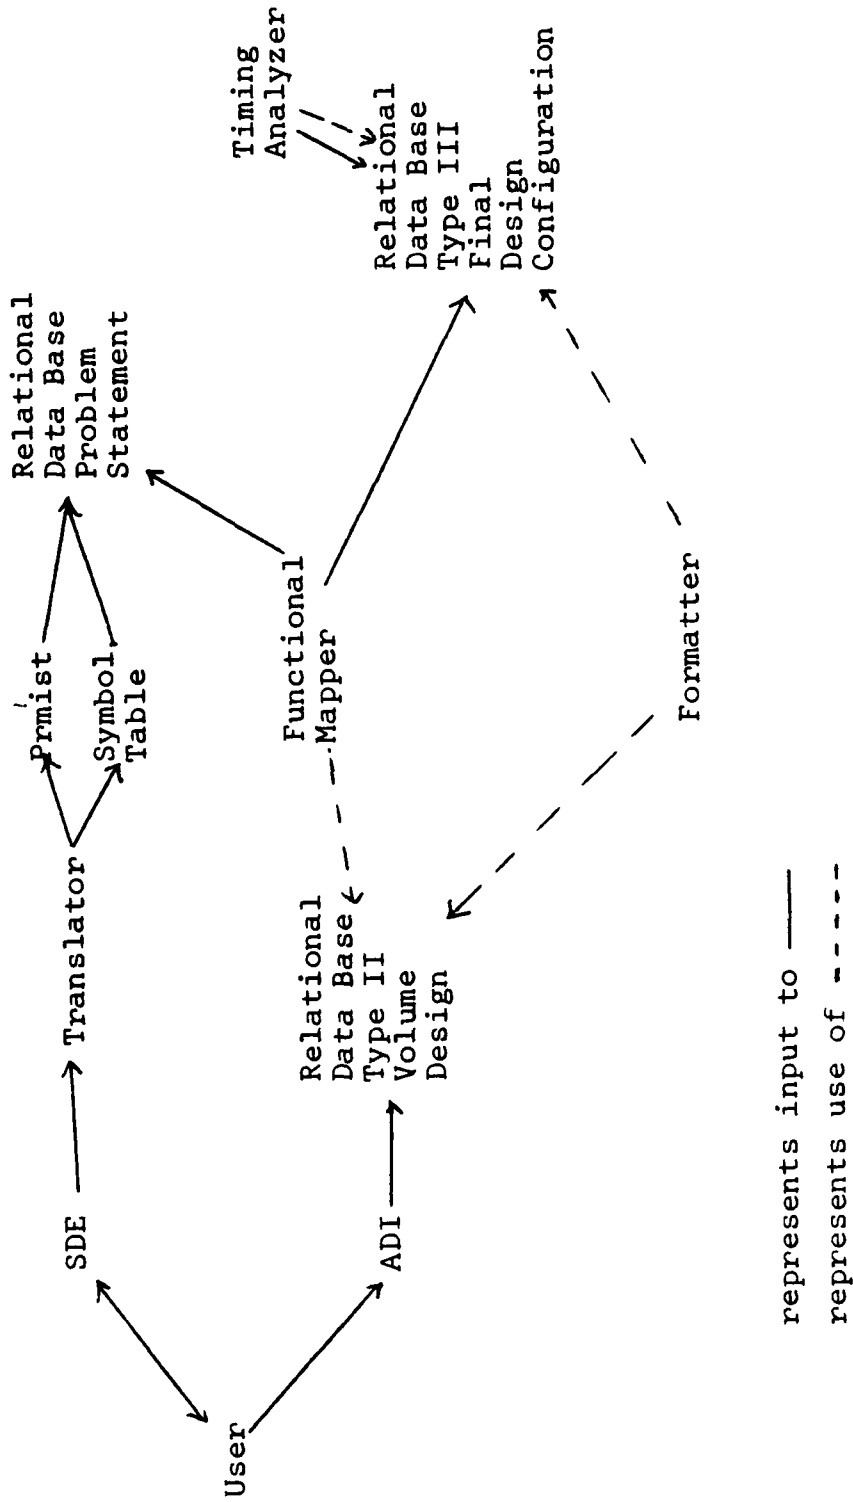 User
SDE
ADI
Translator
Prmist
Symbol
Table
Relational
Data Base
Problem
Statement
Relational
Data Base
Type II
Volume
Design
Functional
Mapper
Timing
Analyzer
Relational
Data Base
Type III
Final
Design
Configuration
Formatter
represents input to
represents use of